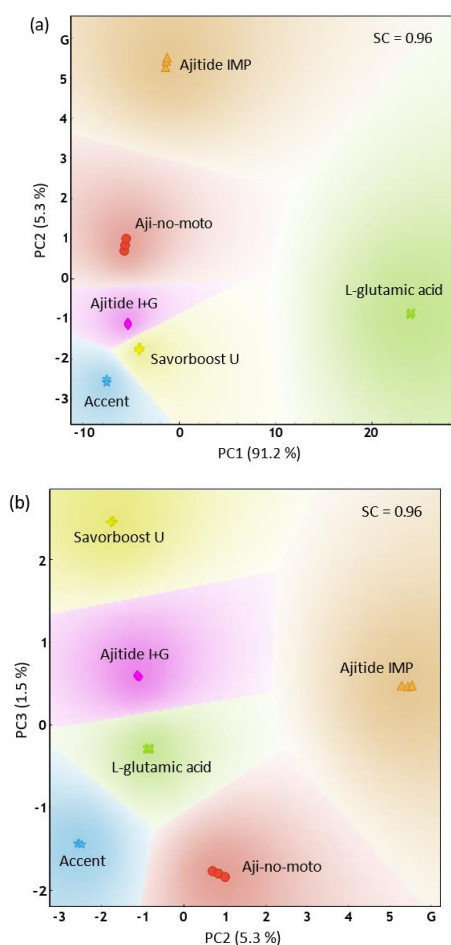 (a)
SC = 0.96
G
Ajitide IMP
5
4
3
2
Aji-no-moto
1
0
L-glutamic acid
Ajitide I+G
-1
Savorboost U
-2
Accent
-3
PC2 (5.3 %)
-10 0 10 20
PC1 (91.2 %)
(b)
SC = 0.96
Savorboost U
2
1
Ajitide I+G
Ajitide IMP
0
L-glutamic acid
-1
Accent
Aji-no-moto
-2
PC3 (1.5 %)
-3 -2 -1 0 1 2 3 4 5 G
PC2 (5.3 %)